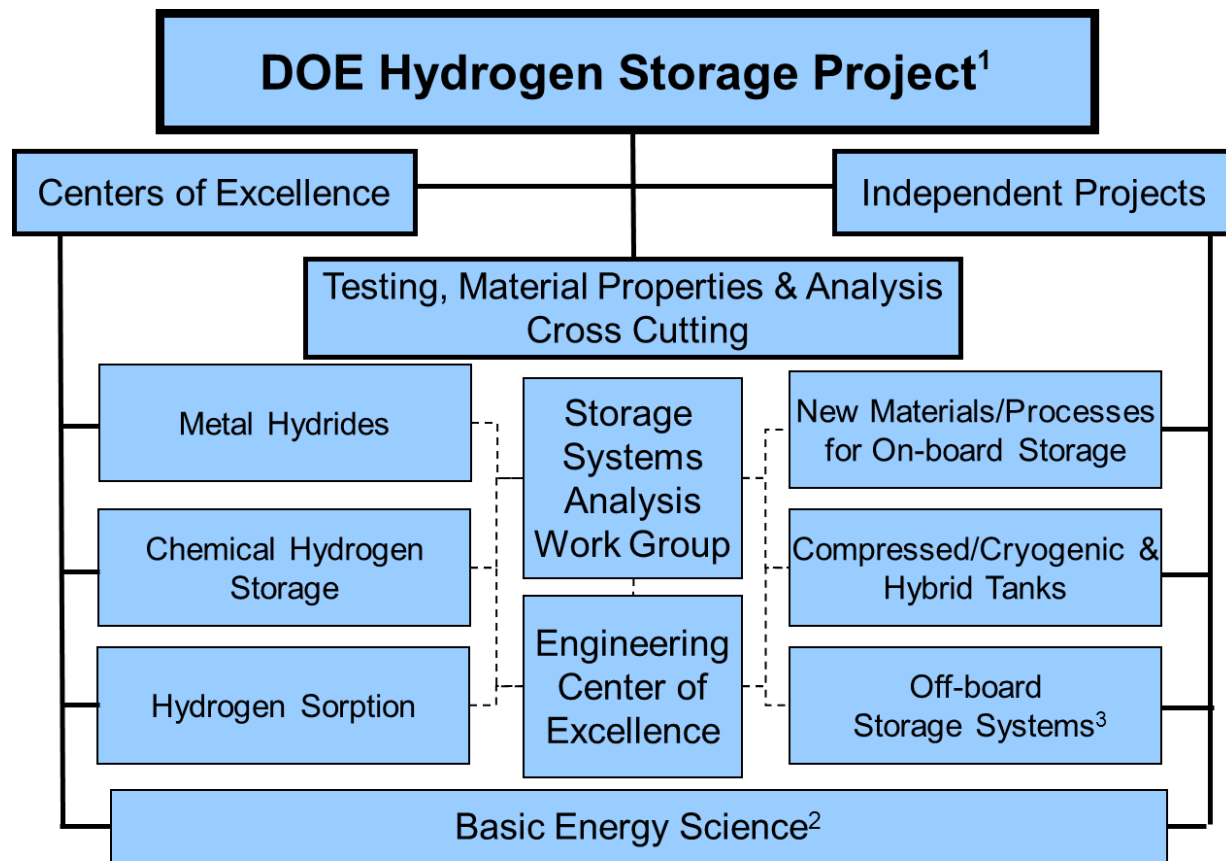 DOE Hydrogen Storage Project¹
Centers of Excellence
Independent Projects
Testing, Material Properties & Analysis
Cross Cutting
Metal Hydrides
Storage
Systems
Analysis
Work Group
New Materials/Processes
for On-board Storage
Chemical Hydrogen
Storage
Compressed/Cryogenic &
Hybrid Tanks
Hydrogen Sorption
Engineering
Center of
Excellence
Off-board
Storage Systems³
Basic Energy Science²